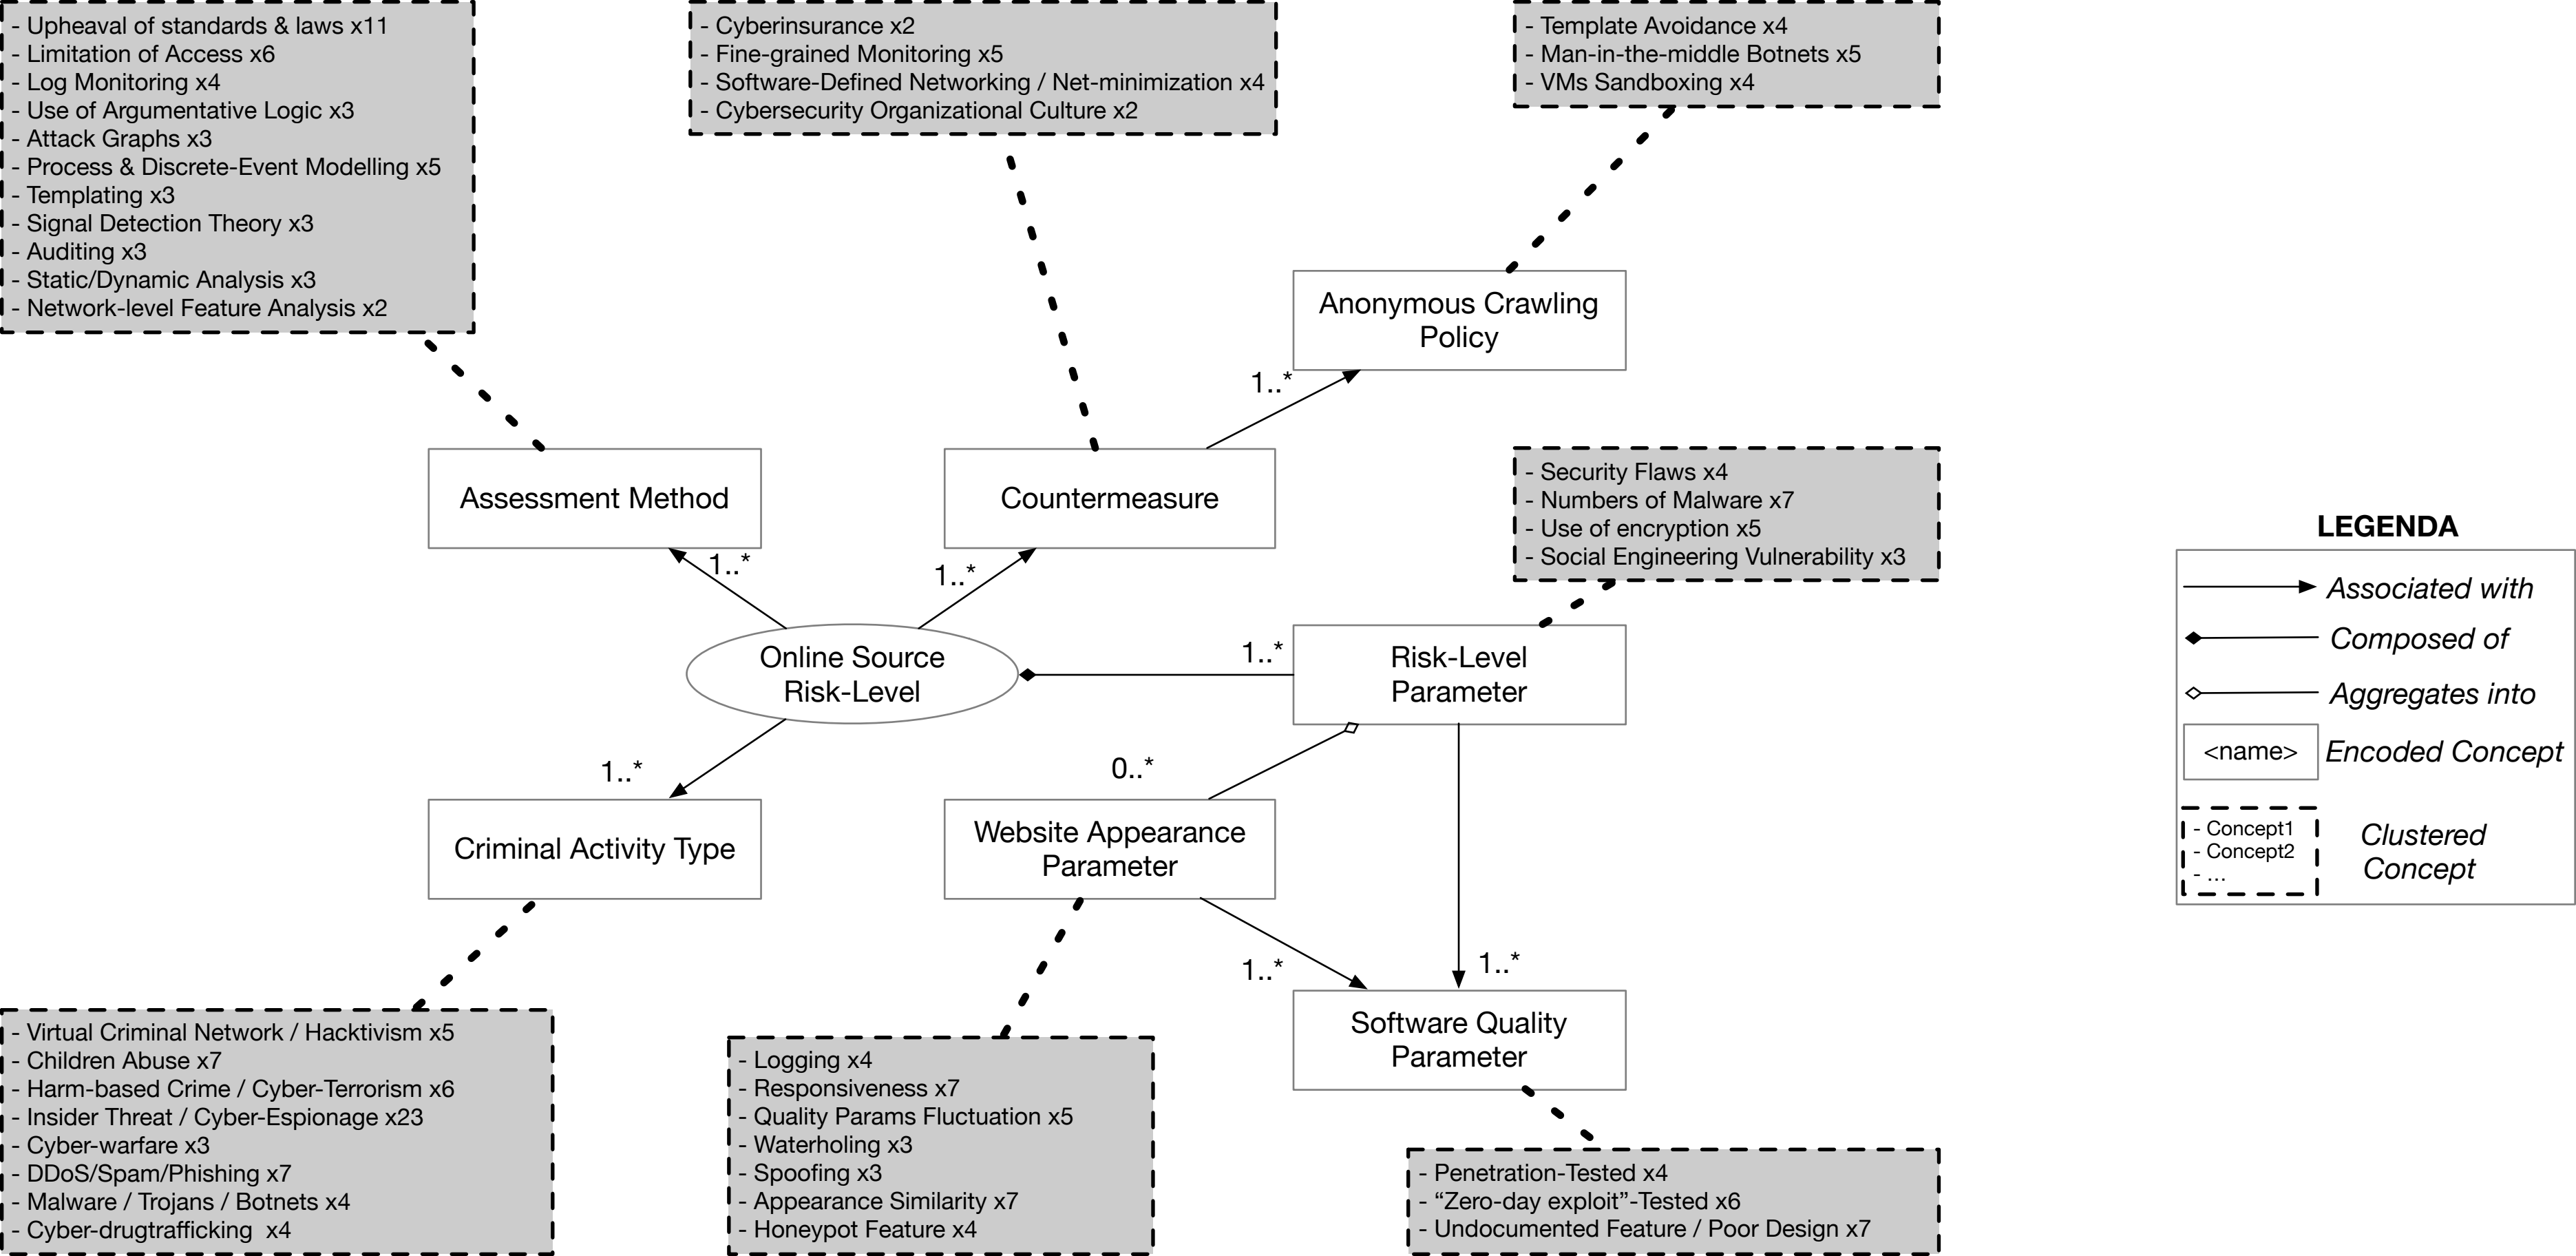 - Upheaval of standards & laws x11
- Limitation of Access x6
- Log Monitoring x4
- Use of Argumentative Logic x3
- Attack Graphs x3
- Process & Discrete-Event Modelling x5
- Templating x3
- Signal Detection Theory x3
- Auditing x3
- Static/Dynamic Analysis x3
- Network-level Feature Analysis x2
- Cyberinsurance x2
- Fine-grained Monitoring x5
- Software-Defined Networking / Net-minimization x4
- Cybersecurity Organizational Culture x2
- Template Avoidance x4
- Man-in-the-middle Botnets x5
- VMs Sandboxing x4
Anonymous Crawling
Policy
1..*
Assessment Method
Countermeasure
1..*
1..*
- Security Flaws x4
- Numbers of Malware x7
- Use of encryption x5
- Social Engineering Vulnerability x3
Online Source
Risk-Level
1..*
Risk-Level
Parameter
1..*
0..*
Criminal Activity Type
Website Appearance
Parameter
1..*
1..*
Software Quality
Parameter
- Virtual Criminal Network / Hacktivism x5
- Children Abuse x7
- Harm-based Crime / Cyber-Terrorism x6
- Insider Threat / Cyber-Espionage x23
- Cyber-warfare x3
- DDoS/Spam/Phishing x7
- Malware / Trojans / Botnets x4
- Cyber-drugtrafficking x4
- Logging x4
- Responsiveness x7
- Quality Params Fluctuation x5
- Waterholing x3
- Spoofing x3
- Appearance Similarity x7
- Honeypot Feature x4
- Penetration-Tested x4
- “Zero-day exploit”-Tested x6
- Undocumented Feature / Poor Design x7
LEGENDA
Associated with
Composed of
Aggregates into
<name> Encoded Concept
- Concept1
- Concept2
- ...
Clustered
Concept